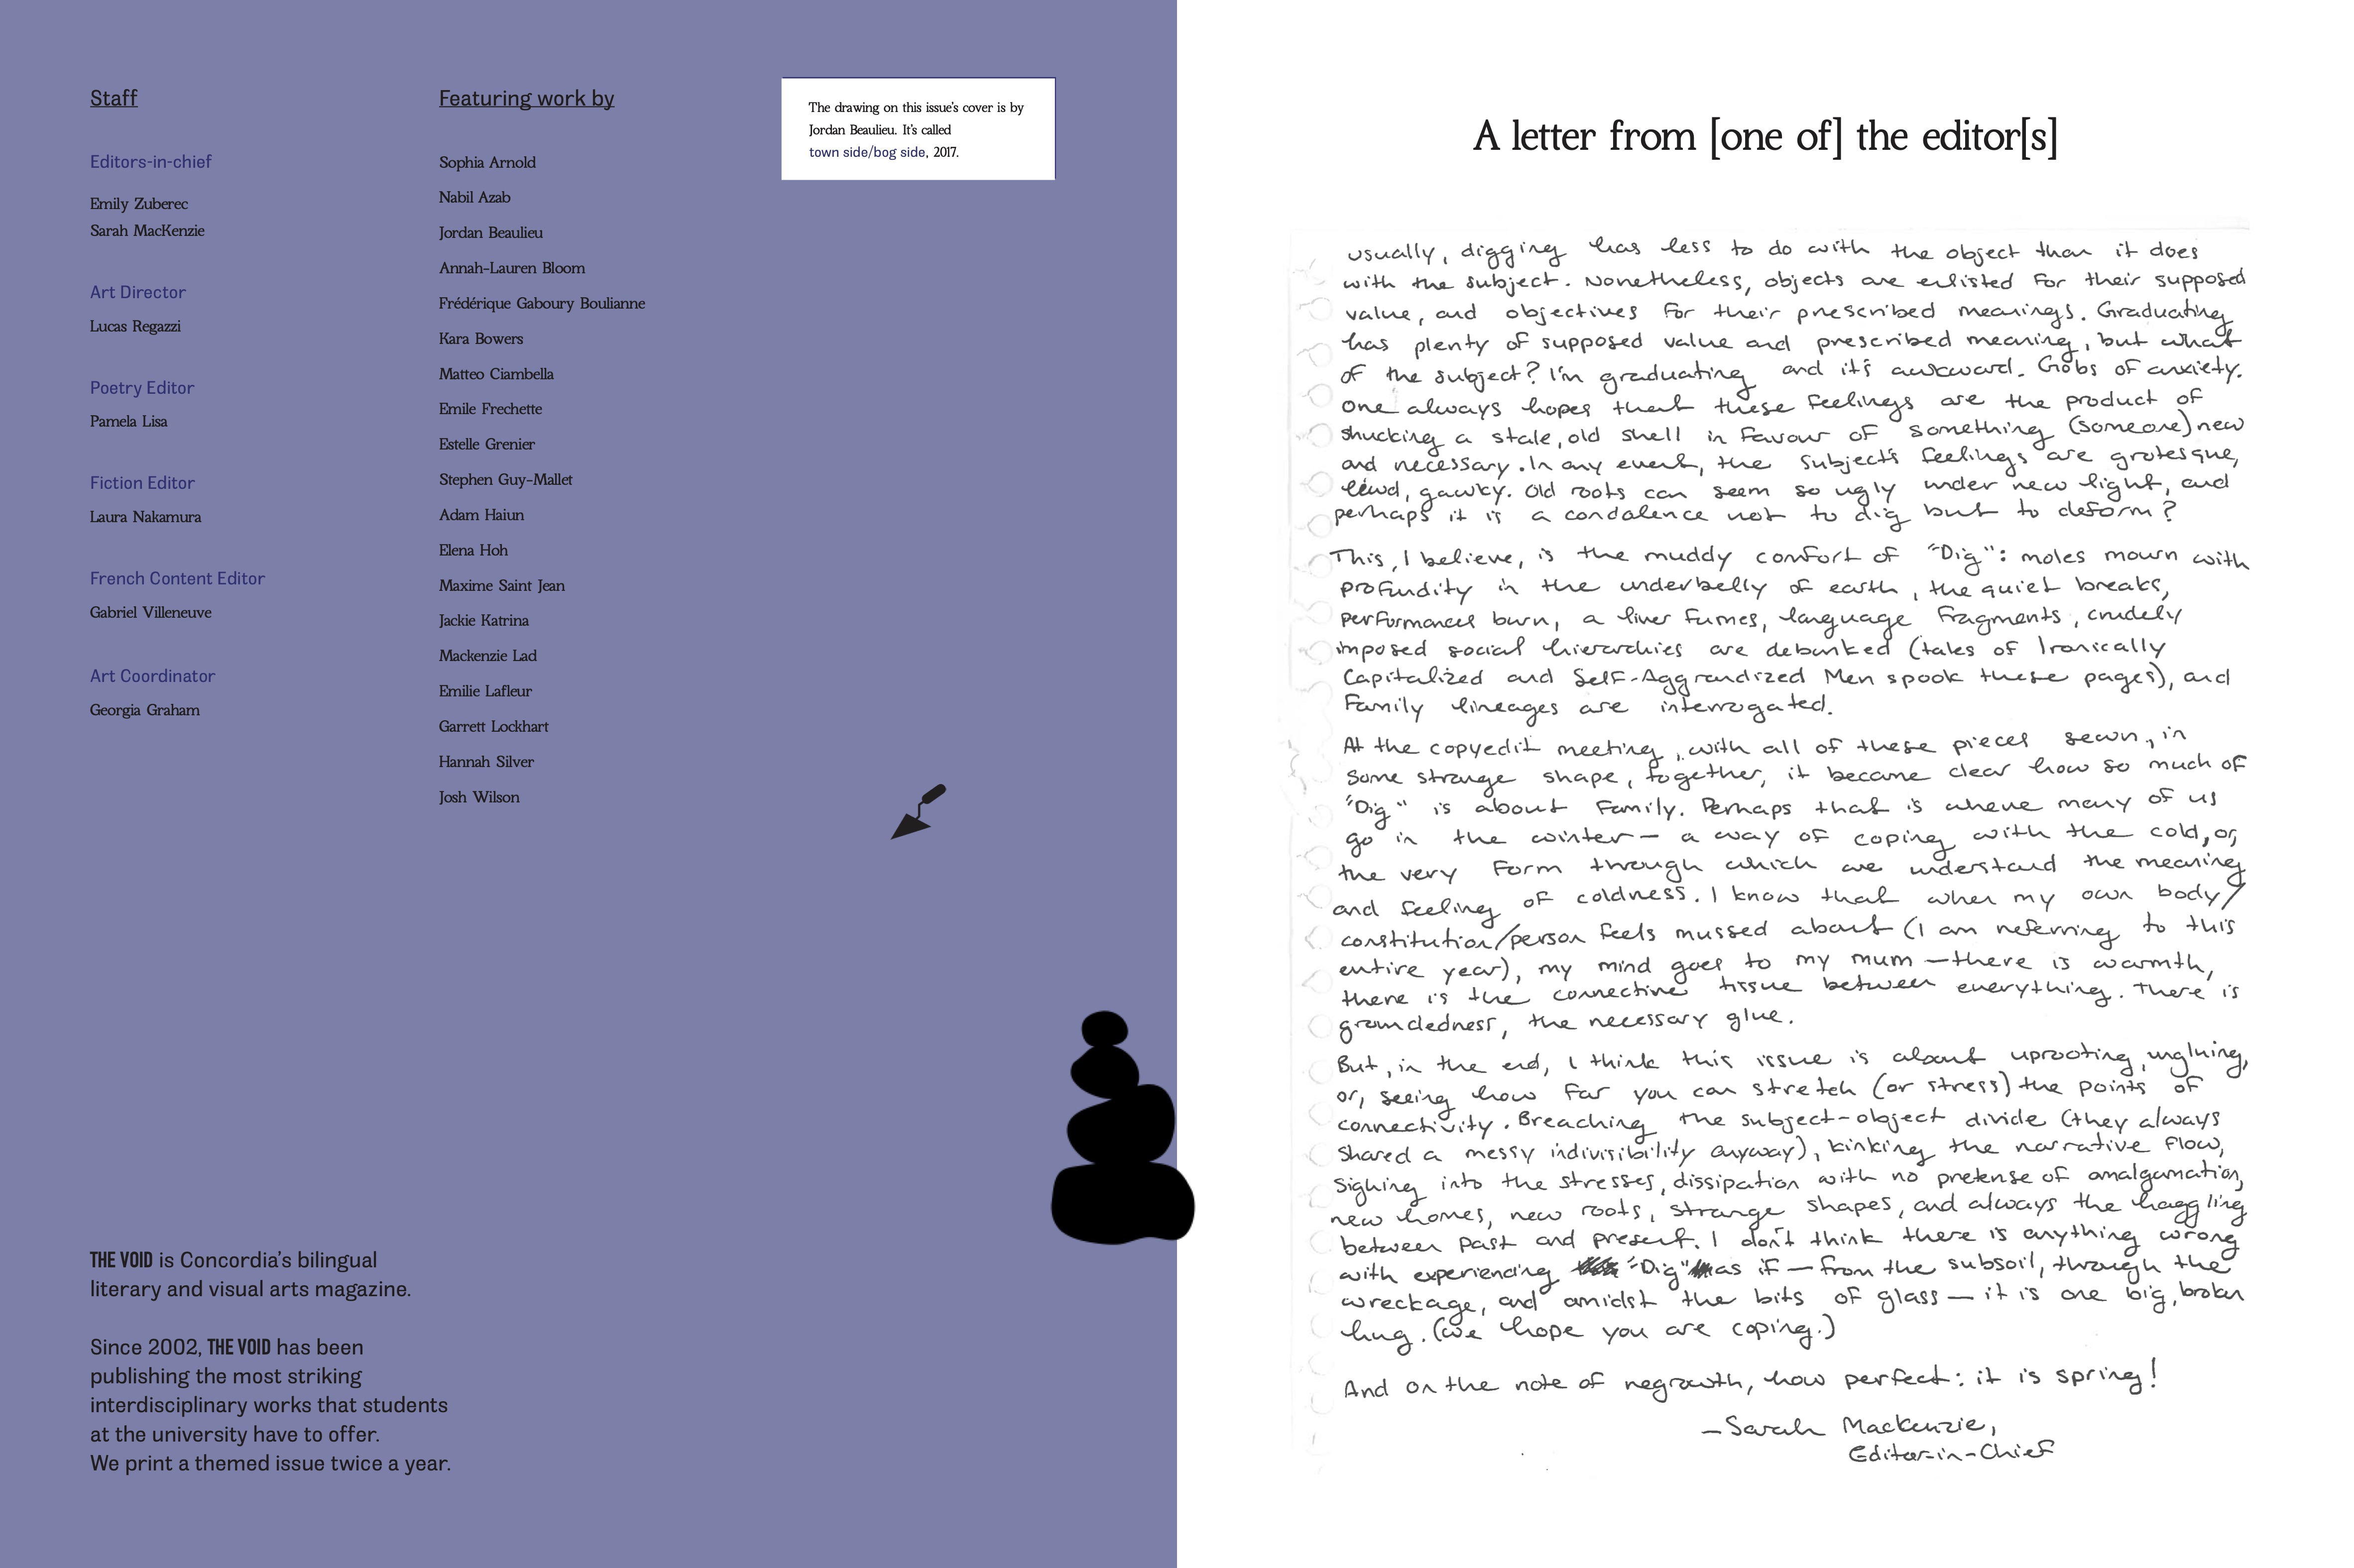 Staff
Editors-in-chief
Emily Zuberec
Sarah MacKenzie
Art Director
Lucas Regazzi
Poetry Editor
Pamela Lisa
Fiction Editor
Laura Nakamura
French Content Editor
Gabriel Villeneuve
Art Coordinator
Georgia Graham
Featuring work by
Sophia Arnold
Nabil Azab
Jordan Beaulieu
Annah-Lauren Bloom
Frédérique Gaboury Boulianne
Kara Bowers
Matteo Ciambella
Emile Frechette
Estelle Grenier
Stephen Guy-Mallet
Adam Haiun
Elena Hoh
Maxime Saint Jean
Jackie Katrina
Mackenzie Lad
Emilie Lafleur
Garrett Lockhart
Hannah Silver
Josh Wilson
The drawing on this issue's cover is by
Jordan Beaulieu. It's called
town side/bog side, 2017.
THE VOID is Concordia's bilingual
literary and visual arts magazine.
Since 2002, THE VOID has been
publishing the most striking
interdisciplinary works that students
at the university have to offer.
We print a themed issue twice a year.
A letter from [one of] the editor[s]
usually, digging has less to do with the object than it does
with the subject. Nonetheless, objects are enlisted for their supposed
value, and objectives for their prescribed meanings. Graduating
has plenty of supposed value and prescribed meaning, but what
of the subject? I'm graduating and it's awkward. Gobs of anxiety.
One always hopes that these feelings are the product of
shucking a stale, old shell in favour of something (someone) new
and necessary. In any event, the subject's feelings are grotesque,
lewd, gawky. Old roots can seem so ugly under new light, and
perhaps it is a condolence not to dig but to deform?
This, I believe, is the muddy comfort of "Dig": moles mourn with
profundity in the underbelly of earth, the quiet breaks,
performances burn, a liver fumes, language fragments, crudely
imposed social hierarchies are debunked (tales of Ironically
Capitalized and Self-Aggrandized Men spook these pages), and
family lineages are interrogated.
At the copyedit meeting, with all of these pieces sewn, in
some strange shape, together, it became clear how so much of
"Dig" is about family. Perhaps that is where many of us
go in the winter — a way of coping with the cold, or,
the very form through which we understand the meaning
and feeling of coldness. I know that when my own body/
constitution/person feels mussed about (I am referring to this
entire year), my mind goes to my mum — there is warmth,
there is the connective tissue between everything. There is
groundedness, the necessary glue.
But, in the end, I think this issue is about uprooting, ungluing,
or, seeing how far you can stretch (or stress) the points of
connectivity. Breaching the subject-object divide (they always
shared a messy indivisibility anyway), kinking the narrative flow,
sighing into the stresses, dissipation with no pretense of amalgamation,
new homes, new roots, strange shapes, and always the haggling
between past and present. I don't think there is anything wrong
with experiencing "Dig" as if — from the subsoil, through the
wreckage, and amidst the bits of glass — it is one big, broken
hug. (We hope you are coping.)
And on the note of regrowth, how perfect: it is spring!
— Sarah Mackenzie,
Editor-in-Chief